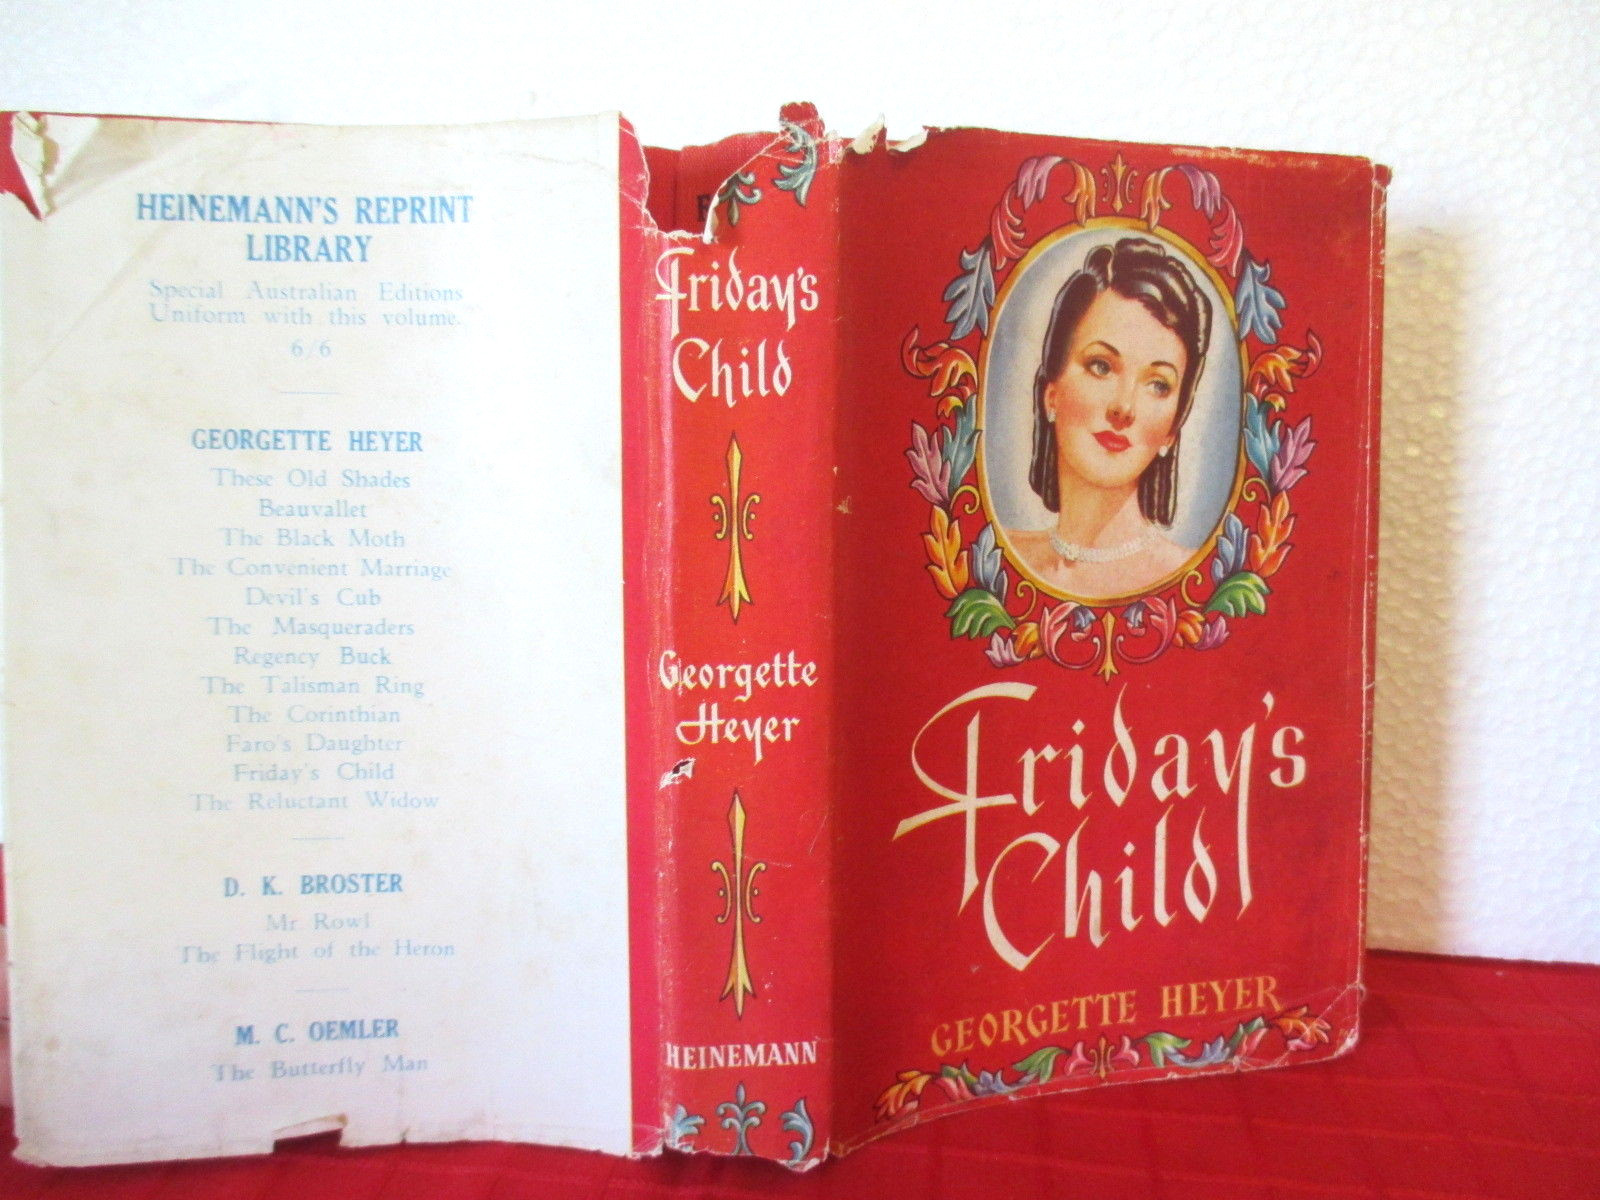 HEINEMANN'S REPRINT
LIBRARY
Special Australian Editions
Uniform with this volume.
6/6
GEORGETTE HEYER
These Old Shades
Beauvallet
The Black Moth
The Convenient Marriage
Devil's Cub
The Masqueraders
Regency Buck
The Talisman Ring
The Corinthian
Faro's Daughter
Friday's Child
The Reluctant Widow
D. K. BROSTER
Mr Rowl
The Flight of the Heron
M. C. OEMLER
The Butterfly Man
Friday's
Child
Georgette
Heyer
HEINEMANN
Friday's
Child
GEORGETTE HEYER